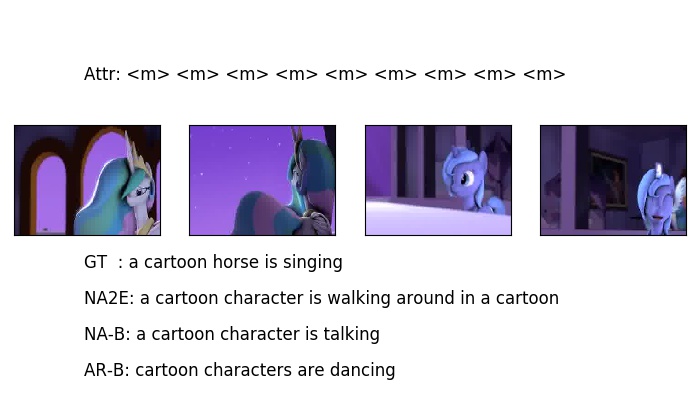 Attr: <m> <m> <m> <m> <m> <m> <m> <m> <m>
GT  : a cartoon horse is singing
NA2E: a cartoon character is walking around in a cartoon
NA-B: a cartoon character is talking
AR-B: cartoon characters are dancing